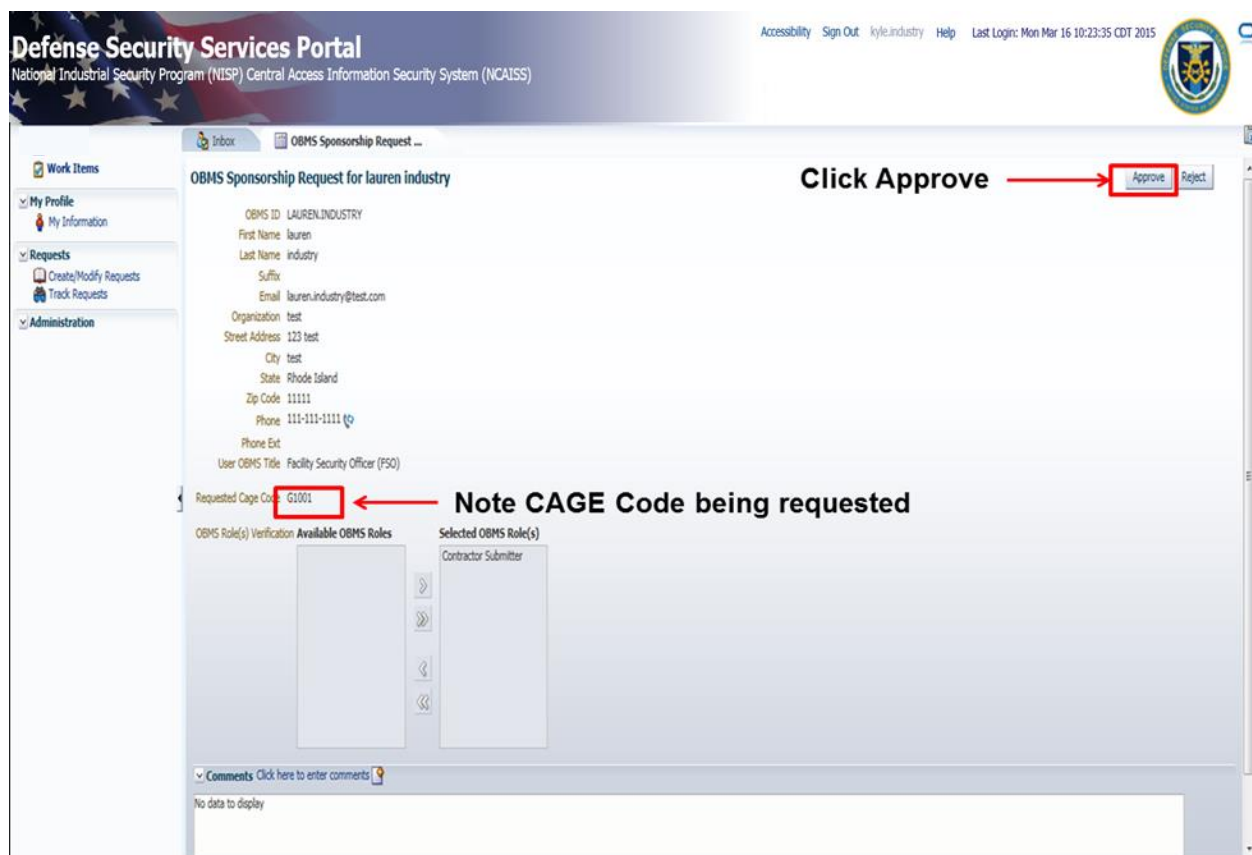 Accessibility Sign Out kyle.industry Help Last Login: Mon Mar 16 10:23:35 CDT 2015
Defense Security Services Portal
National Industrial Security Program (NISP) Central Access Information Security System (NCAISS)
Inbox OBMS Sponsorship Request ...
Work Items
My Profile
My Information
Requests
Create/Modify Requests
Track Requests
Administration
OBMS Sponsorship Request for lauren industry
Click Approve
Approve Reject
OBMS ID LAUREN.INDUSTRY
First Name lauren
Last Name industry
Suffix
Email lauren.industry@test.com
Organization test
Street Address 123 test
City test
State Rhode Island
Zip Code 11111
Phone 111-111-1111
Phone Ext
User OBMS Title Facility Security Officer (FSO)
Requested Cage Code G1001
Note CAGE Code being requested
OBMS Role(s) Verification Available OBMS Roles Selected OBMS Role(s)
Contractor Submitter
Comments Click here to enter comments
No data to display